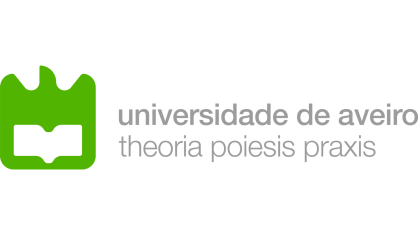 universidade de aveiro
theoria poiesis praxis